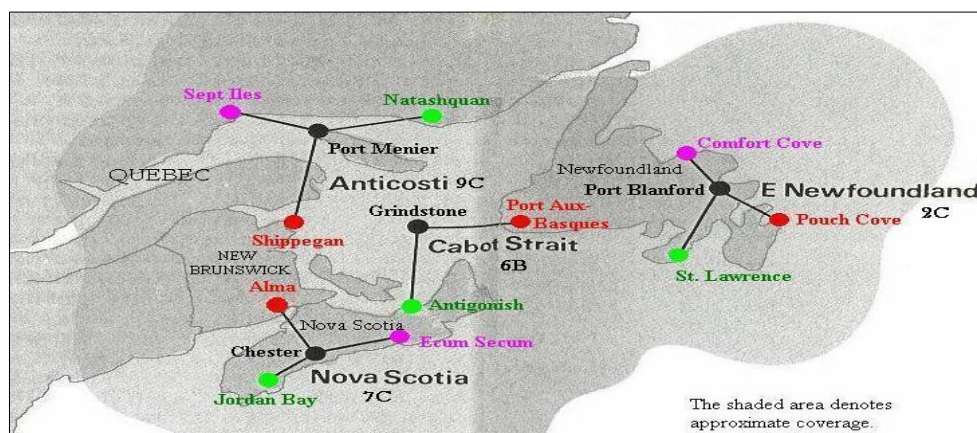 Sept Iles
Natashquan
Port Menier
Comfort Cove
Newfoundland
QUEBEC
Anticosti 9C
Port Blanford
E Newfoundland
2C
Grindstone
Port Aux-
Basques
Pouch Cove
Shippegan
Cabot Strait
6B
NEW
BRUNSWICK
St. Lawrence
Alma
Antigonish
Nova Scotia
Ecum Secum
Chester
Nova Scotia
7C
Jordan Bay
The shaded area denotes
approximate coverage.